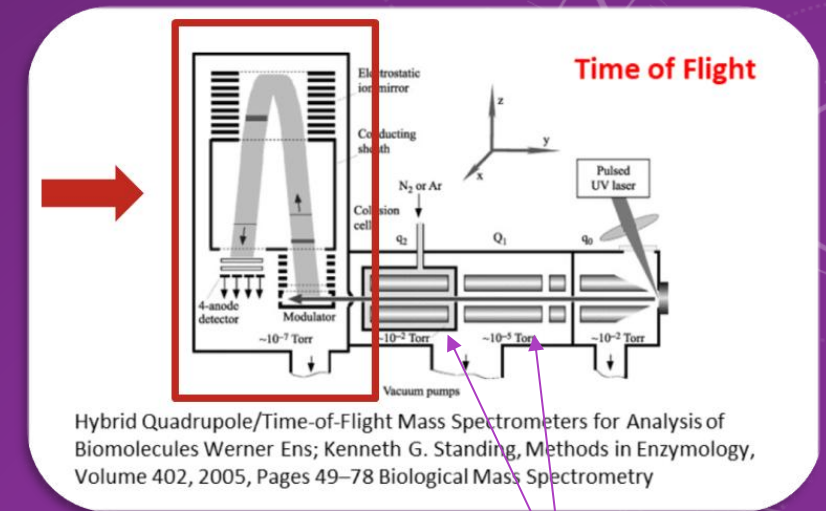 Time of Flight
Electrostatic
ion mirror
Conducting
sheath
z
y
x
Pulsed
UV laser
N2 or Ar
Collision
cell
q2
Q1
q0
4-anode
detector
Modulator
~10⁻⁷ Torr
~10⁻² Torr
~10⁻⁵ Torr
~10⁻² Torr
Vacuum pumps
Hybrid Quadrupole/Time-of-Flight Mass Spectrometers for Analysis of
Biomolecules Werner Ens; Kenneth G. Standing, Methods in Enzymology,
Volume 402, 2005, Pages 49–78 Biological Mass Spectrometry